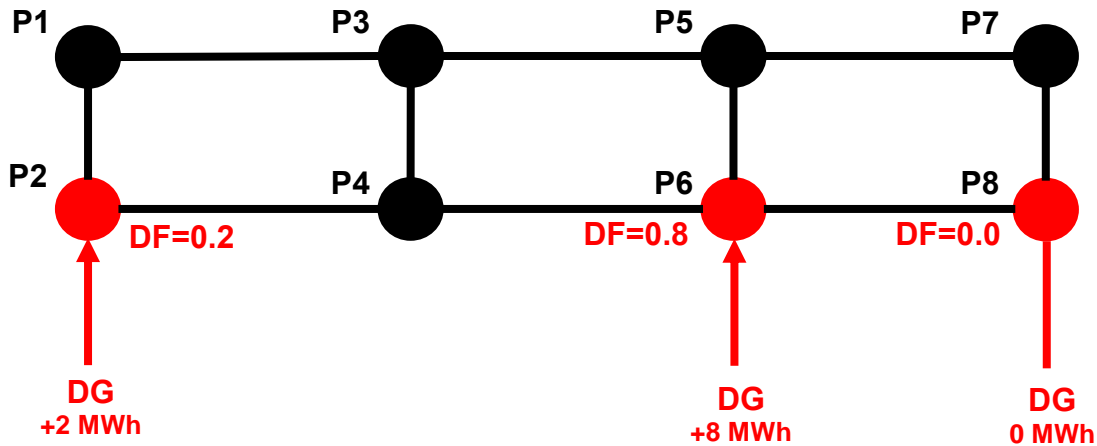 P1
P3
P5
P7
P2
P4
P6
P8
DF=0.2
DF=0.8
DF=0.0
DG
+2 MWh
DG
+8 MWh
DG
0 MWh